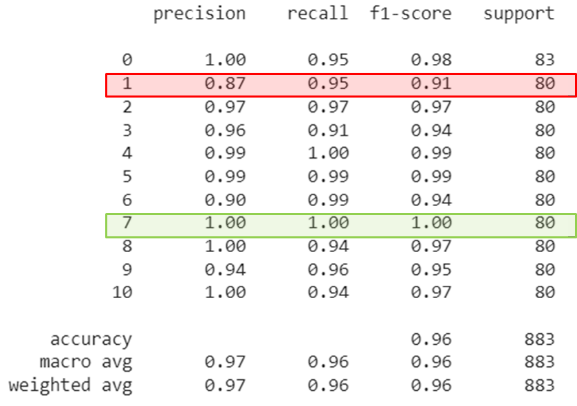 precision recall f1-score support
0 1.00 0.95 0.98 83
1 0.87 0.95 0.91 80
2 0.97 0.97 0.97 80
3 0.96 0.91 0.94 80
4 0.99 1.00 0.99 80
5 0.99 0.99 0.99 80
6 0.90 0.99 0.94 80
7 1.00 1.00 1.00 80
8 1.00 0.94 0.97 80
9 0.94 0.96 0.95 80
10 1.00 0.94 0.97 80
accuracy 0.96 883
macro avg 0.97 0.96 0.96 883
weighted avg 0.97 0.96 0.96 883